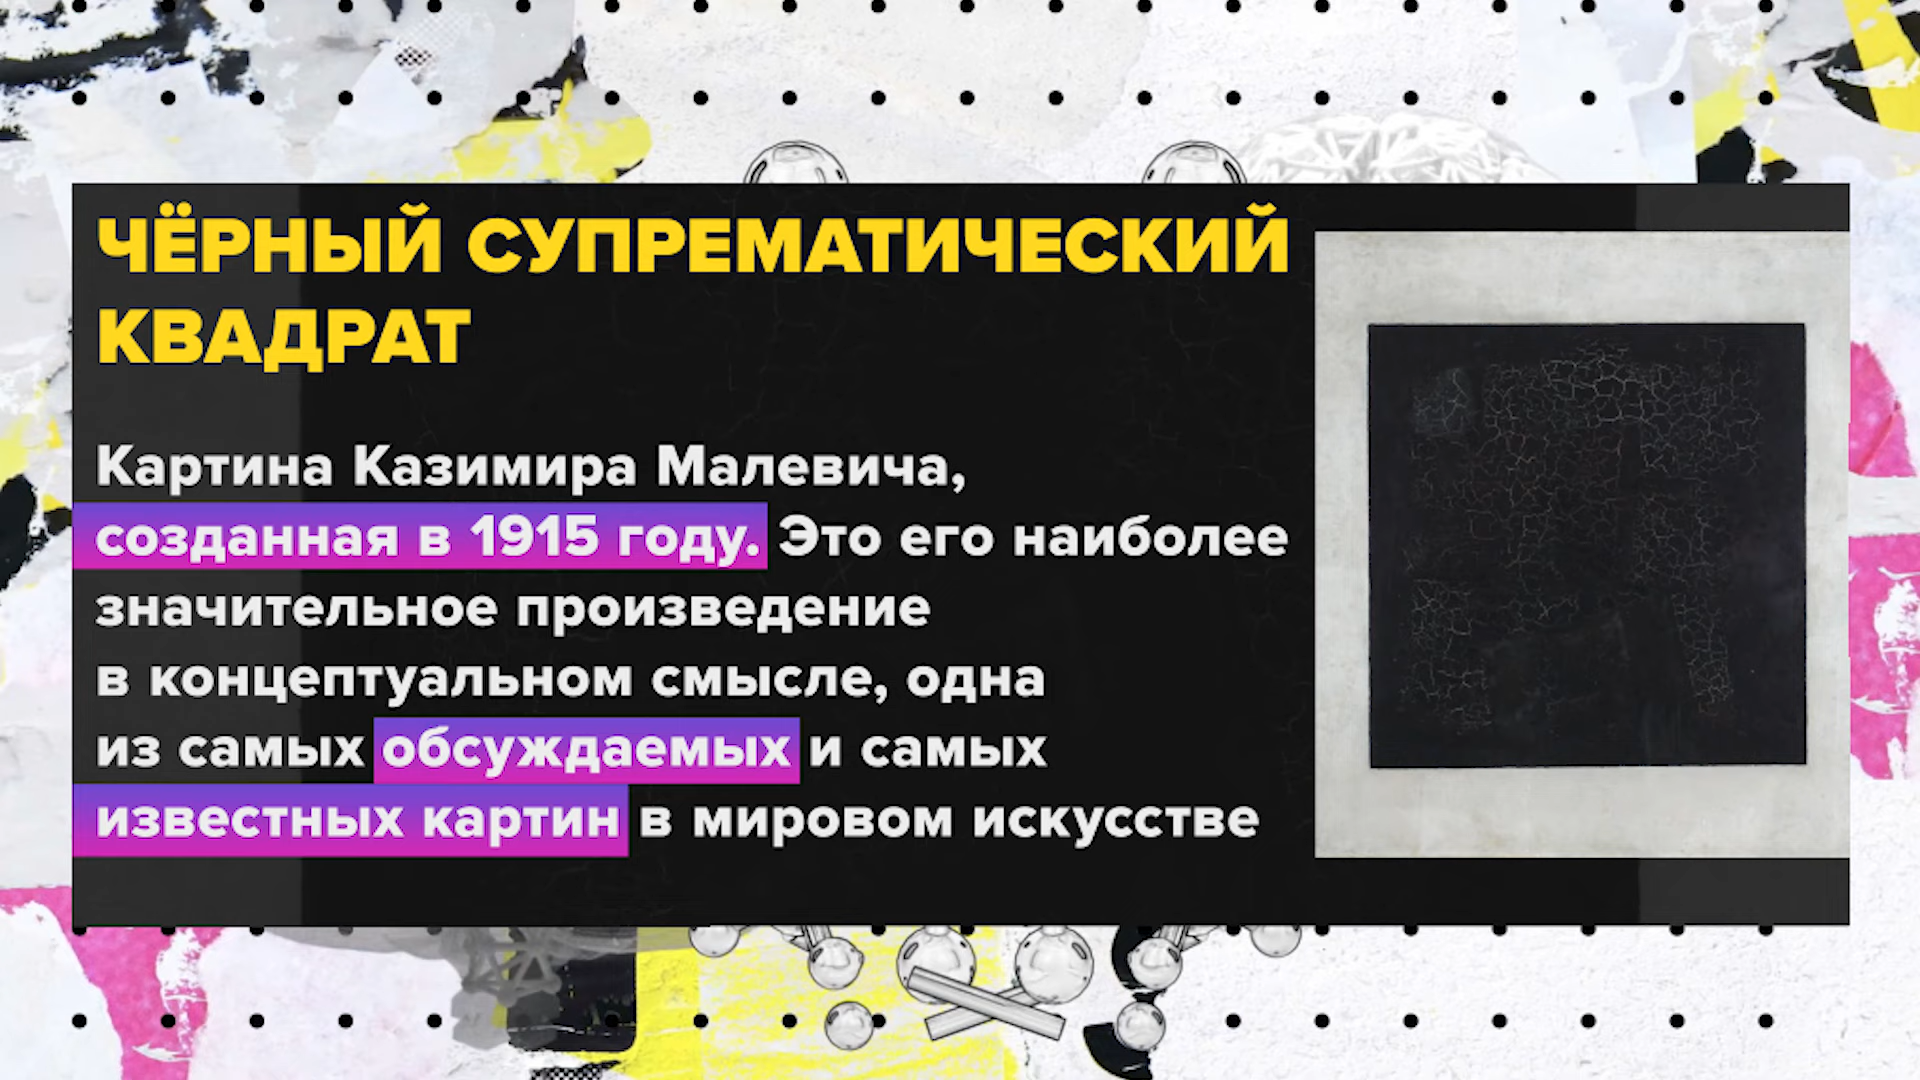 ЧЁРНЫЙ СУПРЕМАТИЧЕСКИЙ
КВАДРАТ
Картина Казимира Малевича,
созданная в 1915 году. Это его наиболее
значительное произведение
в концептуальном смысле, одна
из самых обсуждаемых и самых
известных картин в мировом искусстве